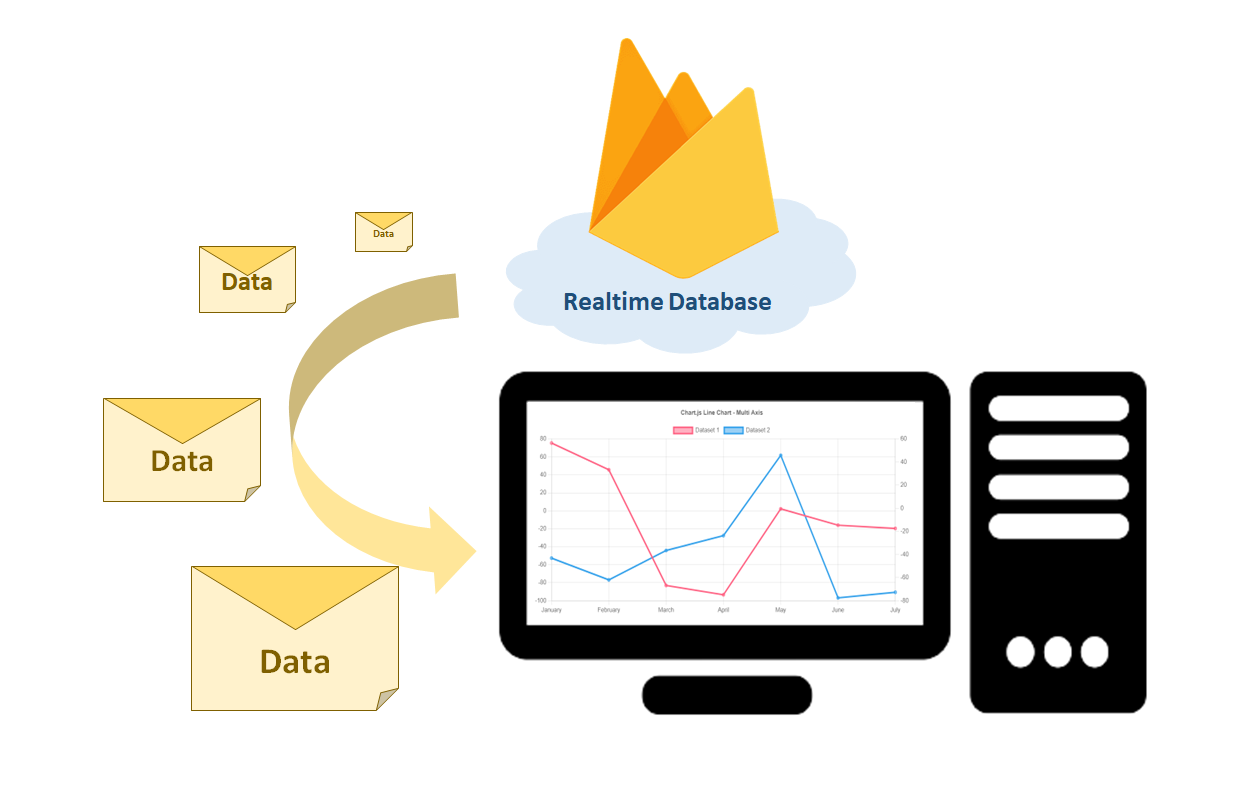 Realtime Database
Data
Data
Data
Data
Chart.js Line Chart - Multi Axis
Dataset 1 Dataset 2
60 60
60 40
40 20
20 0
0 -20
-20 -40
-40 -60
-60 -80
-80
-100
January February March April May June July